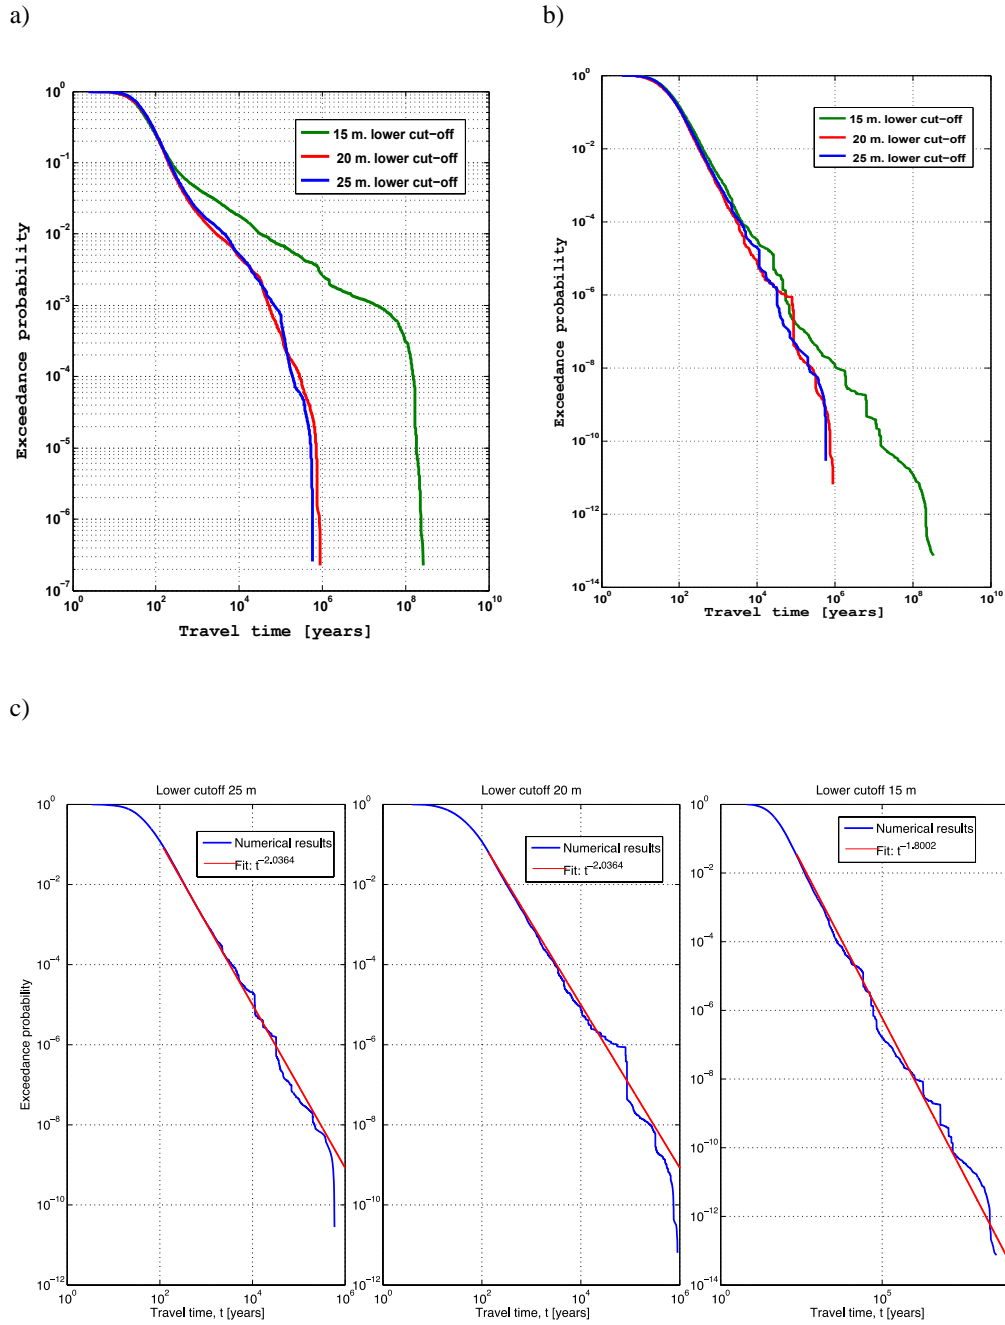 a)
b)
10^0
10^-1
10^-2
10^-3
10^-4
10^-5
10^-6
10^-7
Exceedance probability
15 m. lower cut-off
20 m. lower cut-off
25 m. lower cut-off
10^0 10^2 10^4 10^6 10^8 10^10
Travel time [years]
10^0
10^-2
10^-4
10^-6
10^-8
10^-10
10^-12
10^-14
Exceedance probability
15 m. lower cut-off
20 m. lower cut-off
25 m. lower cut-off
10^0 10^2 10^4 10^6 10^8 10^10
Travel time [years]
c)
Lower cutoff 25 m
10^0
10^-2
10^-4
10^-6
10^-8
10^-10
10^-12
Exceedance probability
Numerical results
Fit: t^-2.0364
10^0 10^2 10^4 10^6
Travel time, t [years]
Lower cutoff 20 m
10^0
10^-2
10^-4
10^-6
10^-8
10^-10
10^-12
Numerical results
Fit: t^-2.0364
10^0 10^2 10^4 10^6
Travel time, t [years]
Lower cutoff 15 m
10^0
10^-2
10^-4
10^-6
10^-8
10^-10
10^-12
10^-14
Numerical results
Fit: t^-1.8002
10^0 10^5
Travel time, t [years]